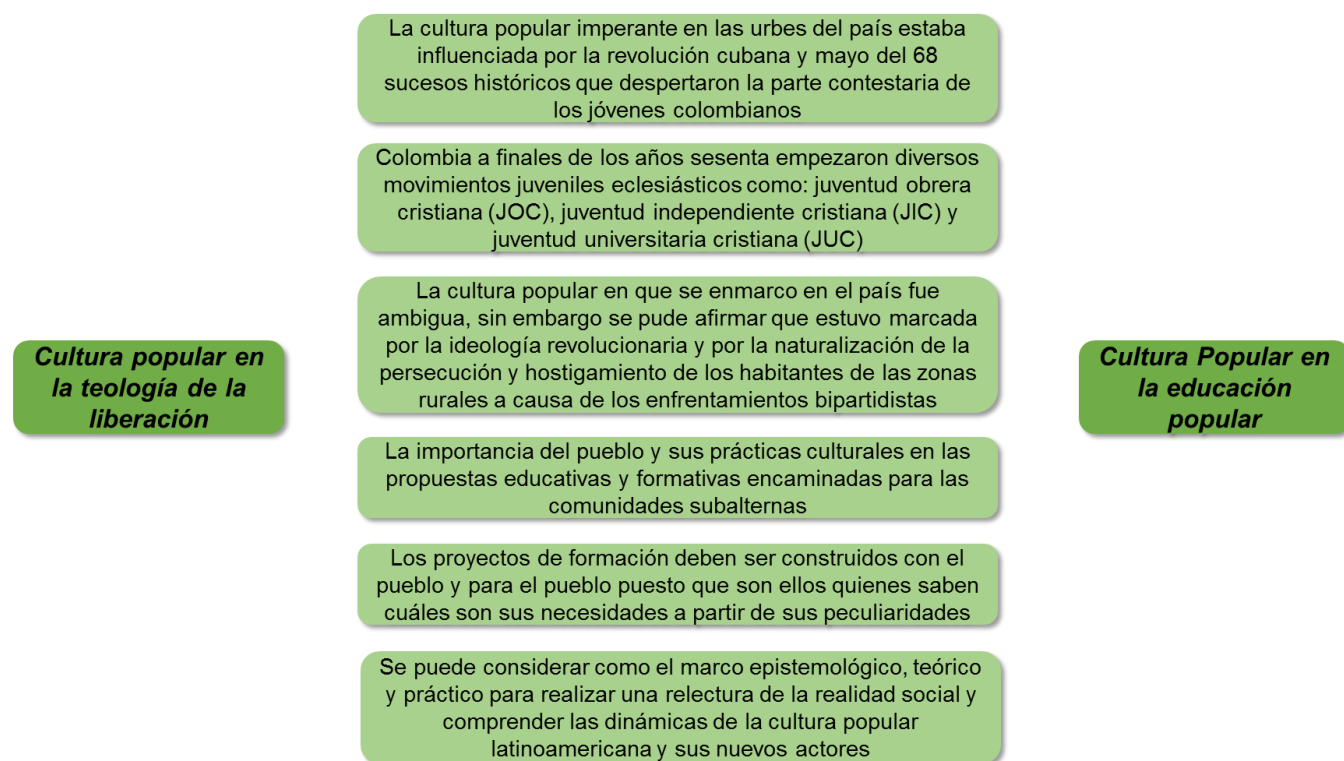 La cultura popular imperante en las urbes del país estaba
influenciada por la revolución cubana y mayo del 68
sucesos históricos que despertaron la parte contestaria de
los jóvenes colombianos
Colombia a finales de los años sesenta empezaron diversos
movimientos juveniles eclesiásticos como: juventud obrera
cristiana (JOC), juventud independiente cristiana (JIC) y
juventud universitaria cristiana (JUC)
La cultura popular en que se enmarco en el país fue
ambigua, sin embargo se pude afirmar que estuvo marcada
por la ideología revolucionaria y por la naturalización de la
persecución y hostigamiento de los habitantes de las zonas
rurales a causa de los enfrentamientos bipartidistas
Cultura popular en
la teología de la
liberación
Cultura Popular en
la educación
popular
La importancia del pueblo y sus prácticas culturales en las
propuestas educativas y formativas encaminadas para las
comunidades subalternas
Los proyectos de formación deben ser construidos con el
pueblo y para el pueblo puesto que son ellos quienes saben
cuáles son sus necesidades a partir de sus peculiaridades
Se puede considerar como el marco epistemológico, teórico
y práctico para realizar una relectura de la realidad social y
comprender las dinámicas de la cultura popular
latinoamericana y sus nuevos actores